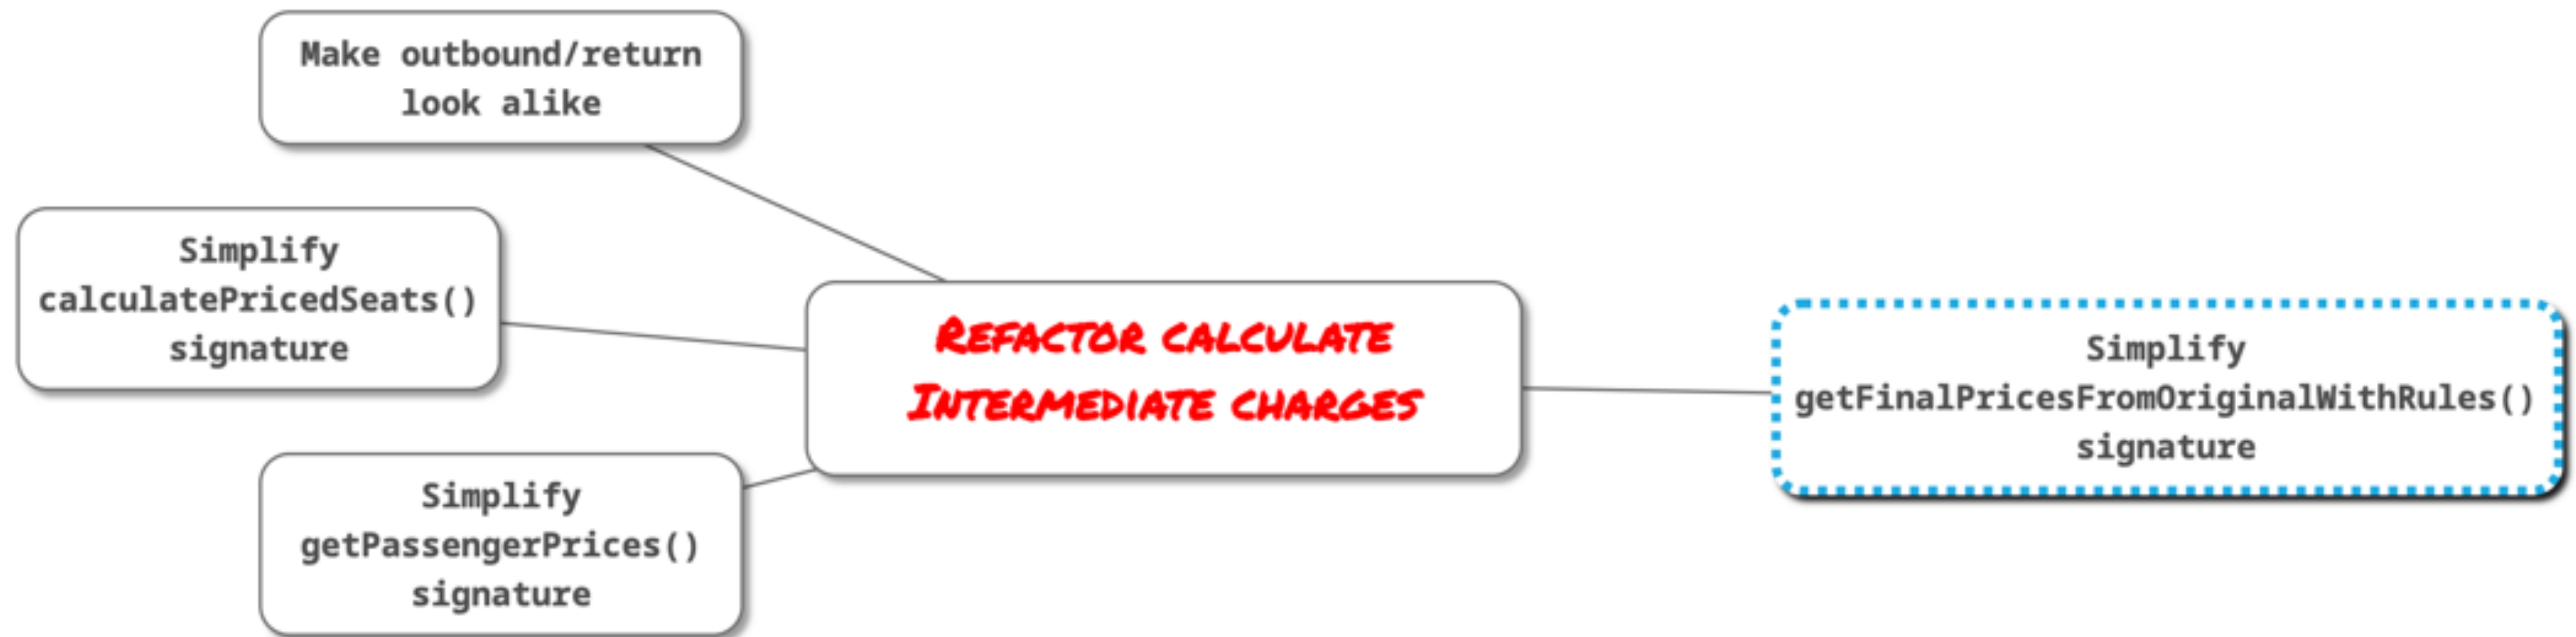 Make outbound/return
look alike
Simplify
calculatePricedSeats()
signature
Simplify
getPassengerPrices()
signature
REFACTOR CALCULATE
INTERMEDIATE CHARGES
Simplify
getFinalPricesFromOriginalWithRules()
signature